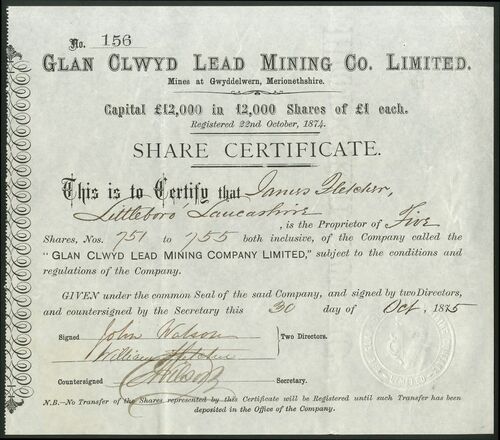 No. 156
GLAN CLWYD LEAD MINING CO. LIMITED.
Mines at Gwyddelwern, Merionethshire.
Capital £12,000 in 12,000 Shares of £1 each.
Registered 22nd October, 1874.
SHARE CERTIFICATE.
This is to Certify that James Fletcher,
Littleboro Lancashire
, is the Proprietor of Five
Shares, Nos. 751 to 755 both inclusive, of the Company called the
"GLAN CLWYD LEAD MINING COMPANY LIMITED," subject to the conditions and
regulations of the Company.
GIVEN under the common Seal of the said Company, and signed by two Directors,
and countersigned by the Secretary this 30 day of Oct, 1875
Signed John Watson Two Directors.
William Fletcher
Countersigned Secretary.
N.B.—No Transfer of the Shares represented by this Certificate will be Registered until such Transfer has been
deposited in the Office of the Company.